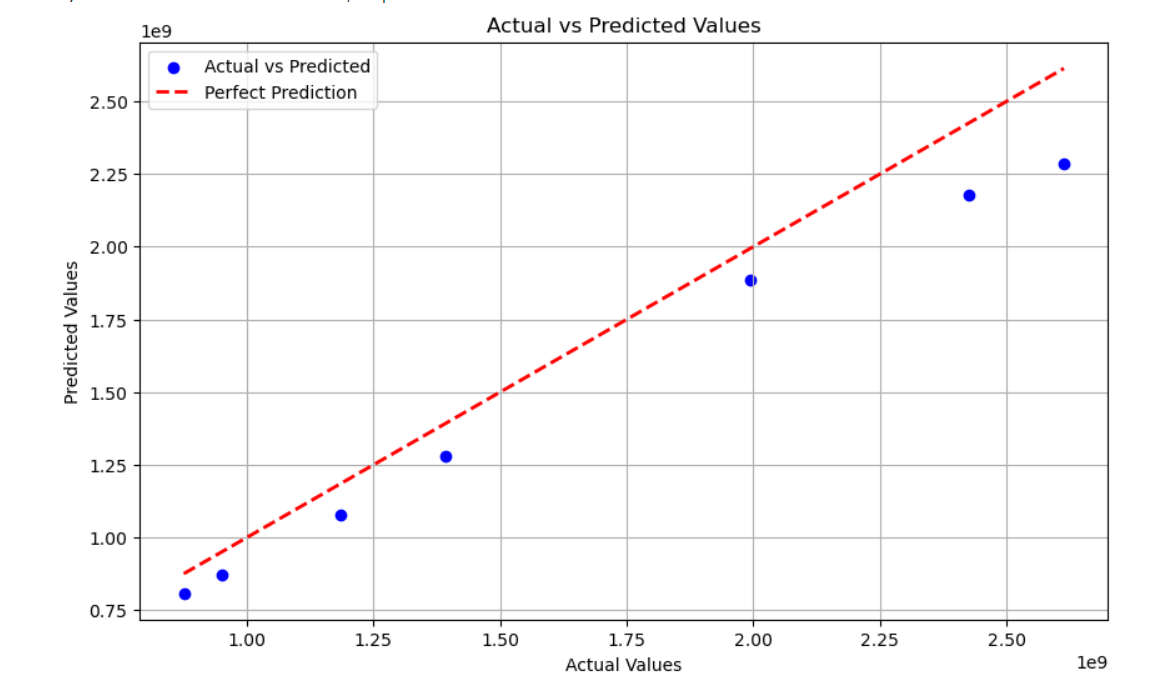 Actual vs Predicted Values
1e9
Actual vs Predicted
Perfect Prediction
2.50
2.25
2.00
1.75
1.50
1.25
1.00
0.75
Predicted Values
1.00 1.25 1.50 1.75 2.00 2.25 2.50
Actual Values
1e9